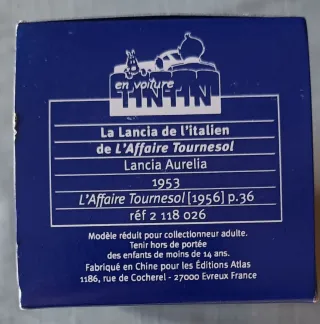 en voiture
TINTIN
La Lancia de l'italien
de L'Affaire Tournesol
Lancia Aurelia
1953
L'Affaire Tournesol [1956] p.36
réf 2 118 026
Modèle réduit pour collectionneur adulte.
Tenir hors de portée
des enfants de moins de 14 ans.
Fabriqué en Chine pour les Éditions Atlas
1186, rue de Cocherel - 27000 Evreux France